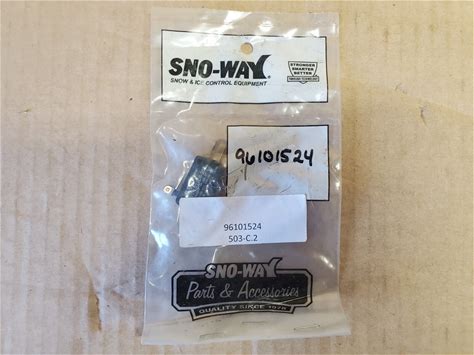 SNO-WAY
SNOW & ICE CONTROL EQUIPMENT
STRONGER
SMARTER
BETTER
96101524
96101524
503-C.2
SNO-WAY
Parts & Accessories
QUALITY SINCE 1978